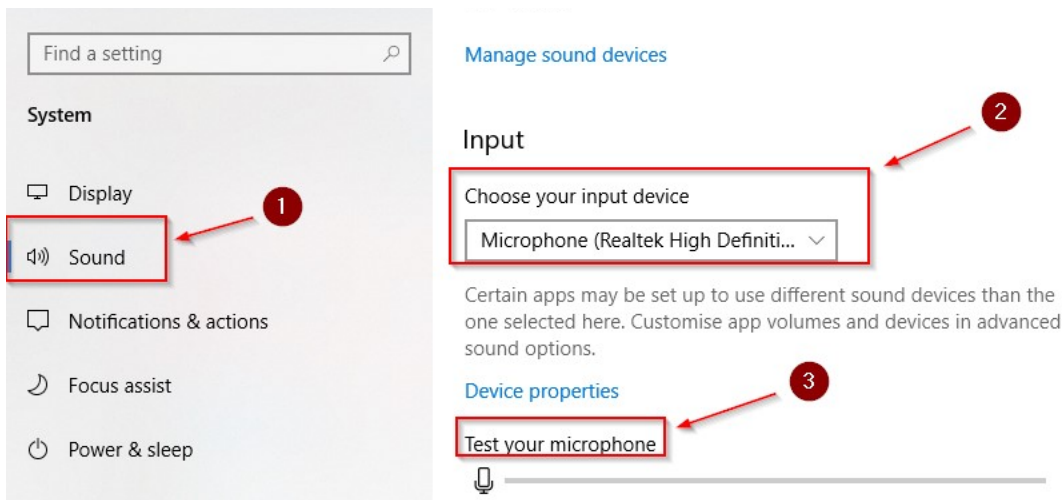 Find a setting
System
Display
1
Sound
Notifications & actions
Focus assist
Power & sleep
Manage sound devices
2
Input
Choose your input device
Microphone (Realtek High Definiti...
Certain apps may be set up to use different sound devices than the
one selected here. Customise app volumes and devices in advanced
sound options.
Device properties
3
Test your microphone